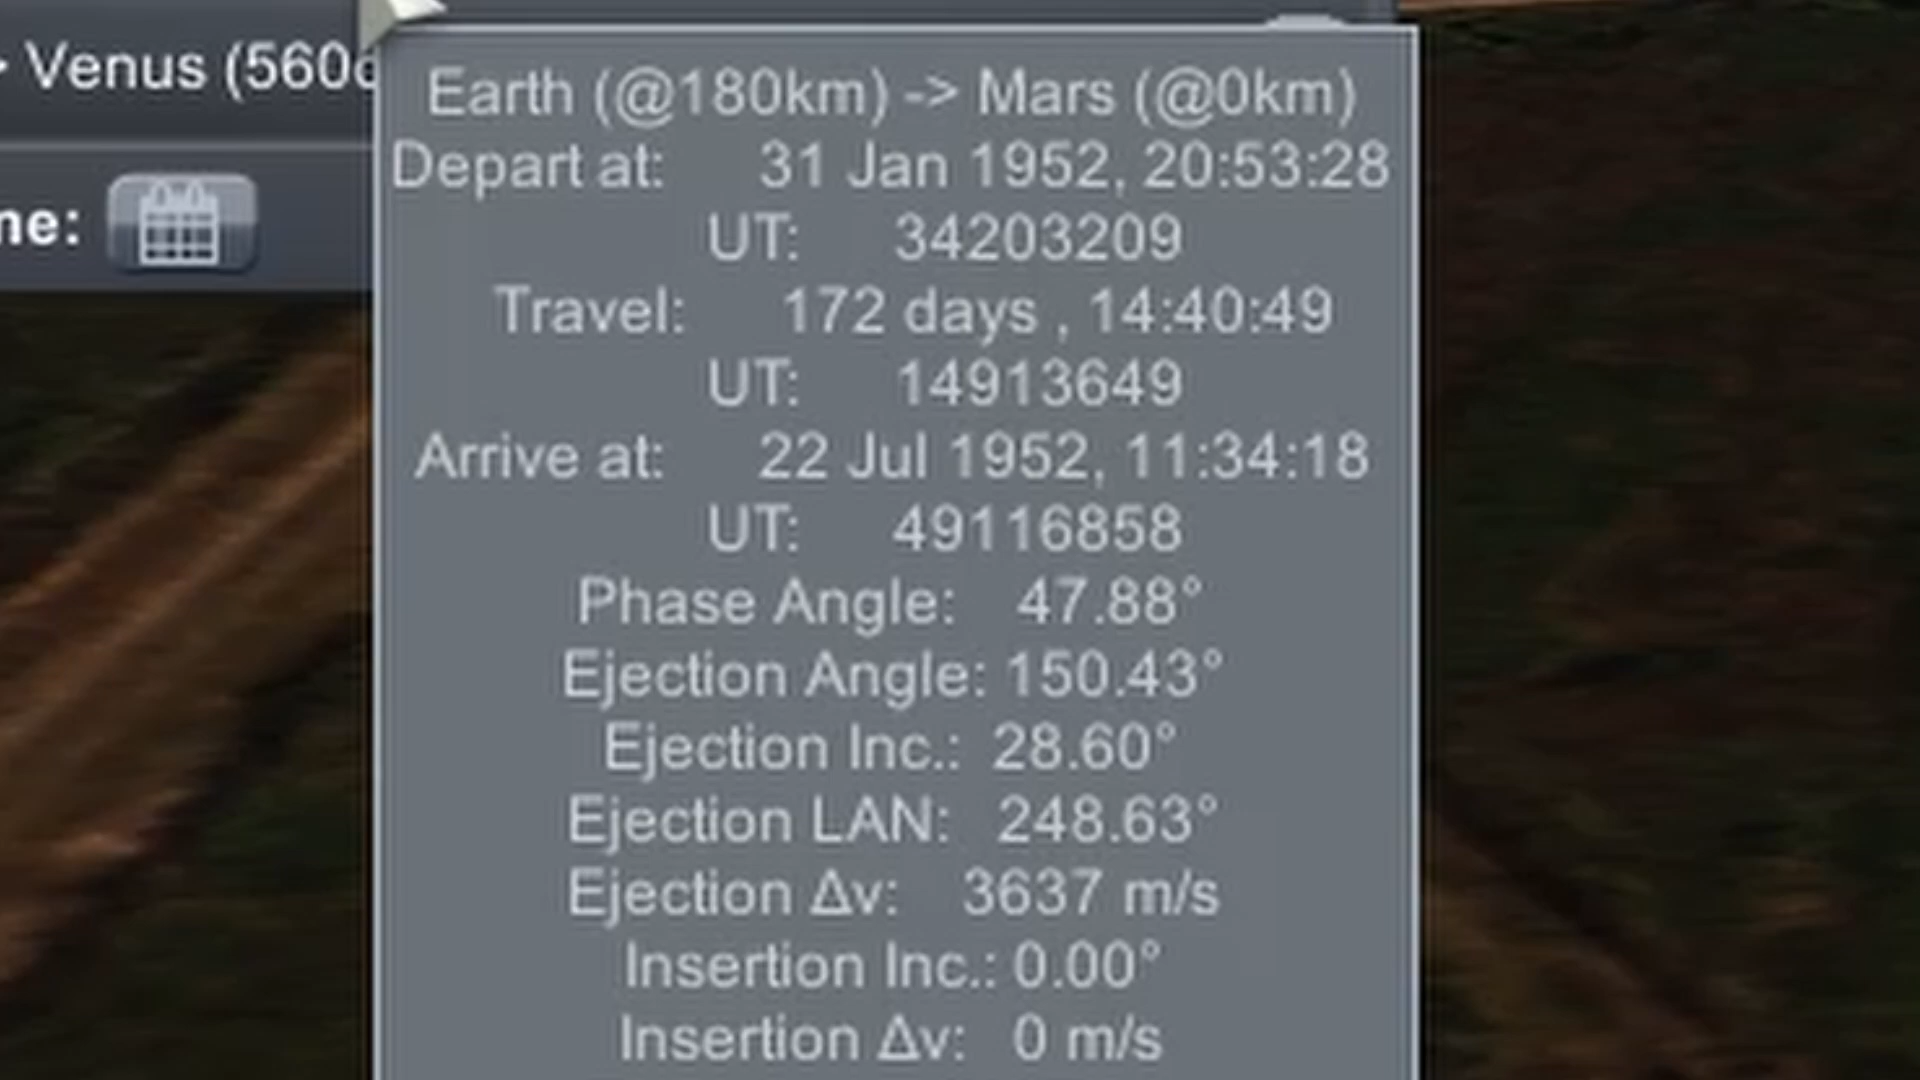 Venus (560
ne:
Earth (@180km) -> Mars (@0km)
Depart at: 31 Jan 1952, 20:53:28
UT: 34203209
Travel: 172 days , 14:40:49
UT: 14913649
Arrive at: 22 Jul 1952, 11:34:18
UT: 49116858
Phase Angle: 47.88°
Ejection Angle: 150.43°
Ejection Inc.: 28.60°
Ejection LAN: 248.63°
Ejection Δv: 3637 m/s
Insertion Inc.: 0.00°
Insertion Δv: 0 m/s